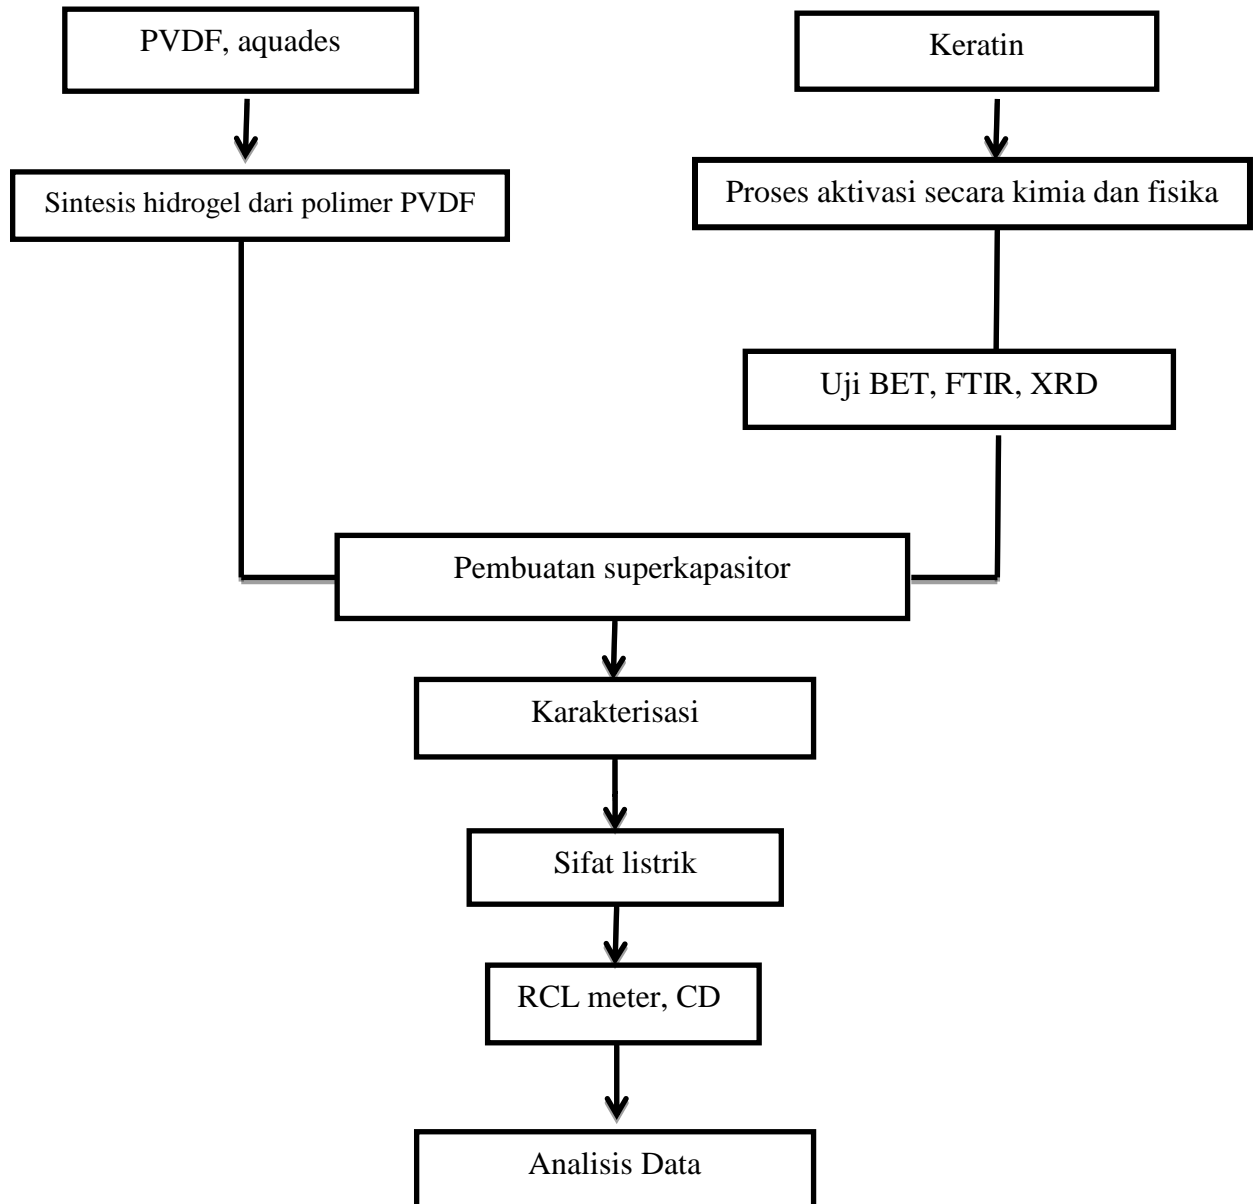 PVDF, aquades
Keratin
Sintesis hidrogel dari polimer PVDF
Proses aktivasi secara kimia dan fisika
Uji BET, FTIR, XRD
Pembuatan superkapasitor
Karakterisasi
Sifat listrik
RCL meter, CD
Analisis Data